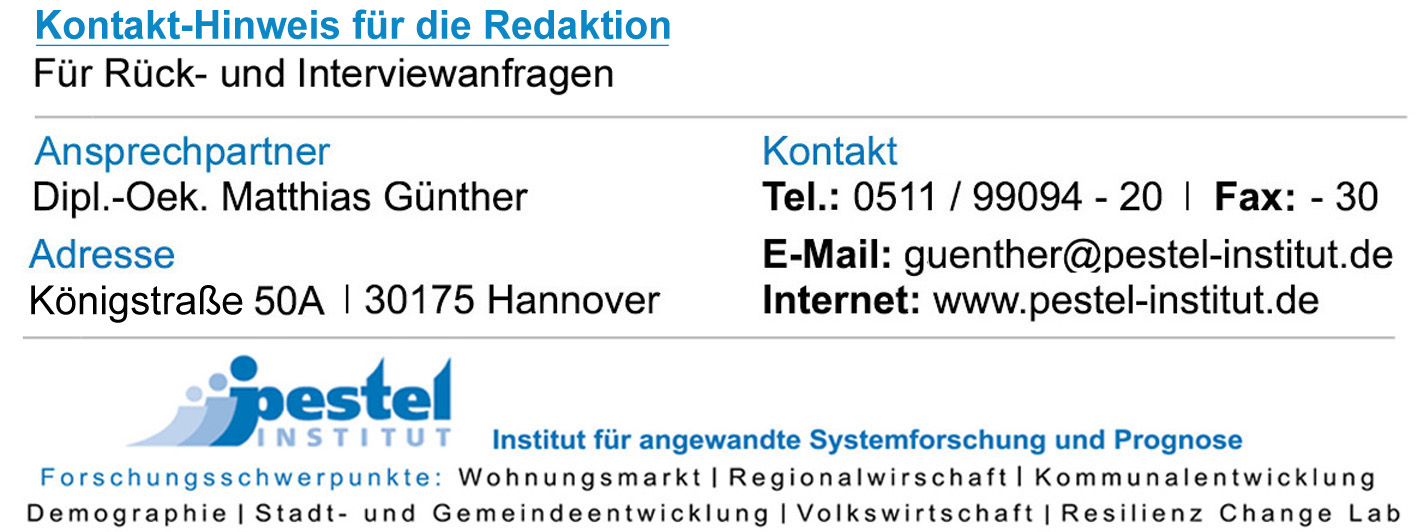 Kontakt-Hinweis für die Redaktion
Für Rück- und Interviewanfragen
Ansprechpartner
Dipl.-Oek. Matthias Günther
Adresse
Königstraße 50A | 30175 Hannover
Kontakt
Tel.: 0511 / 99094 - 20 | Fax: - 30
E-Mail: guenther@pestel-institut.de
Internet: www.pestel-institut.de
pestel
INSTITUT
Institut für angewandte Systemforschung und Prognose
Forschungsschwerpunkte: Wohnungsmarkt | Regionalwirschaft | Kommunalentwicklung
Demographie | Stadt- und Gemeindeentwicklung | Volkswirtschaft | Resilienz Change Lab